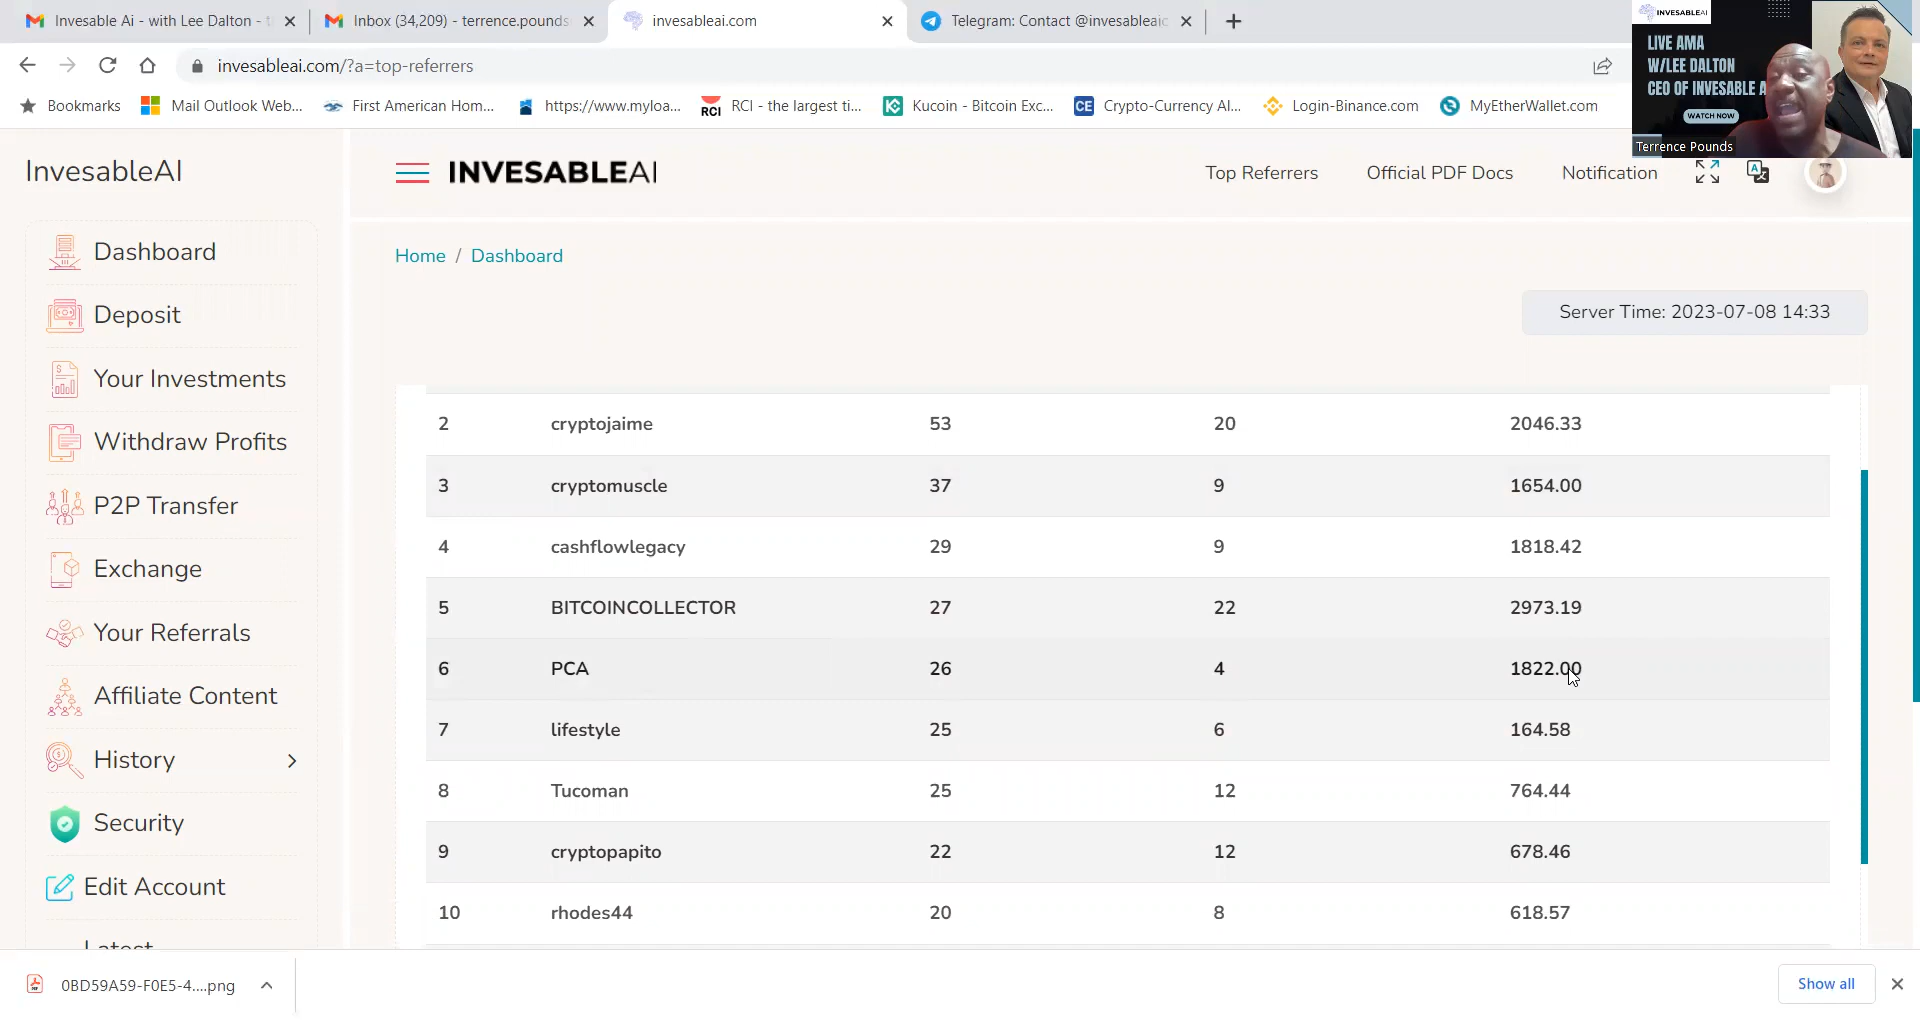 Invesable Ai - with Lee Dalton - t
Inbox (34,209) - terrence.pounds
invesableai.com
Telegram: Contact @invesableaic
invesableai.com/?a=top-referrers
Bookmarks
Mail Outlook Web...
First American Hom...
https://www.myloa...
RCI
RCI - the largest ti...
Kucoin - Bitcoin Exc...
CE
Crypto-Currency AI...
Login-Binance.com
MyEtherWallet.com
INVESABLEAI
LIVE AMA
W/LEE DALTON
CEO OF INVESABLE A
WATCH NOW
Terrence Pounds
InvesableAI
INVESABLEAI
Top Referrers
Official PDF Docs
Notification
Home / Dashboard
Server Time: 2023-07-08 14:33
Dashboard
Deposit
Your Investments
Withdraw Profits
P2P Transfer
Exchange
Your Referrals
Affiliate Content
History
Security
Edit Account
Latest
2 cryptojaime 53 20 2046.33
3 cryptomuscle 37 9 1654.00
4 cashflowlegacy 29 9 1818.42
5 BITCOINCOLLECTOR 27 22 2973.19
6 PCA 26 4 1822.00
7 lifestyle 25 6 164.58
8 Tucoman 25 12 764.44
9 cryptopapito 22 12 678.46
10 rhodes44 20 8 618.57
0BD59A59-F0E5-4....png
Show all